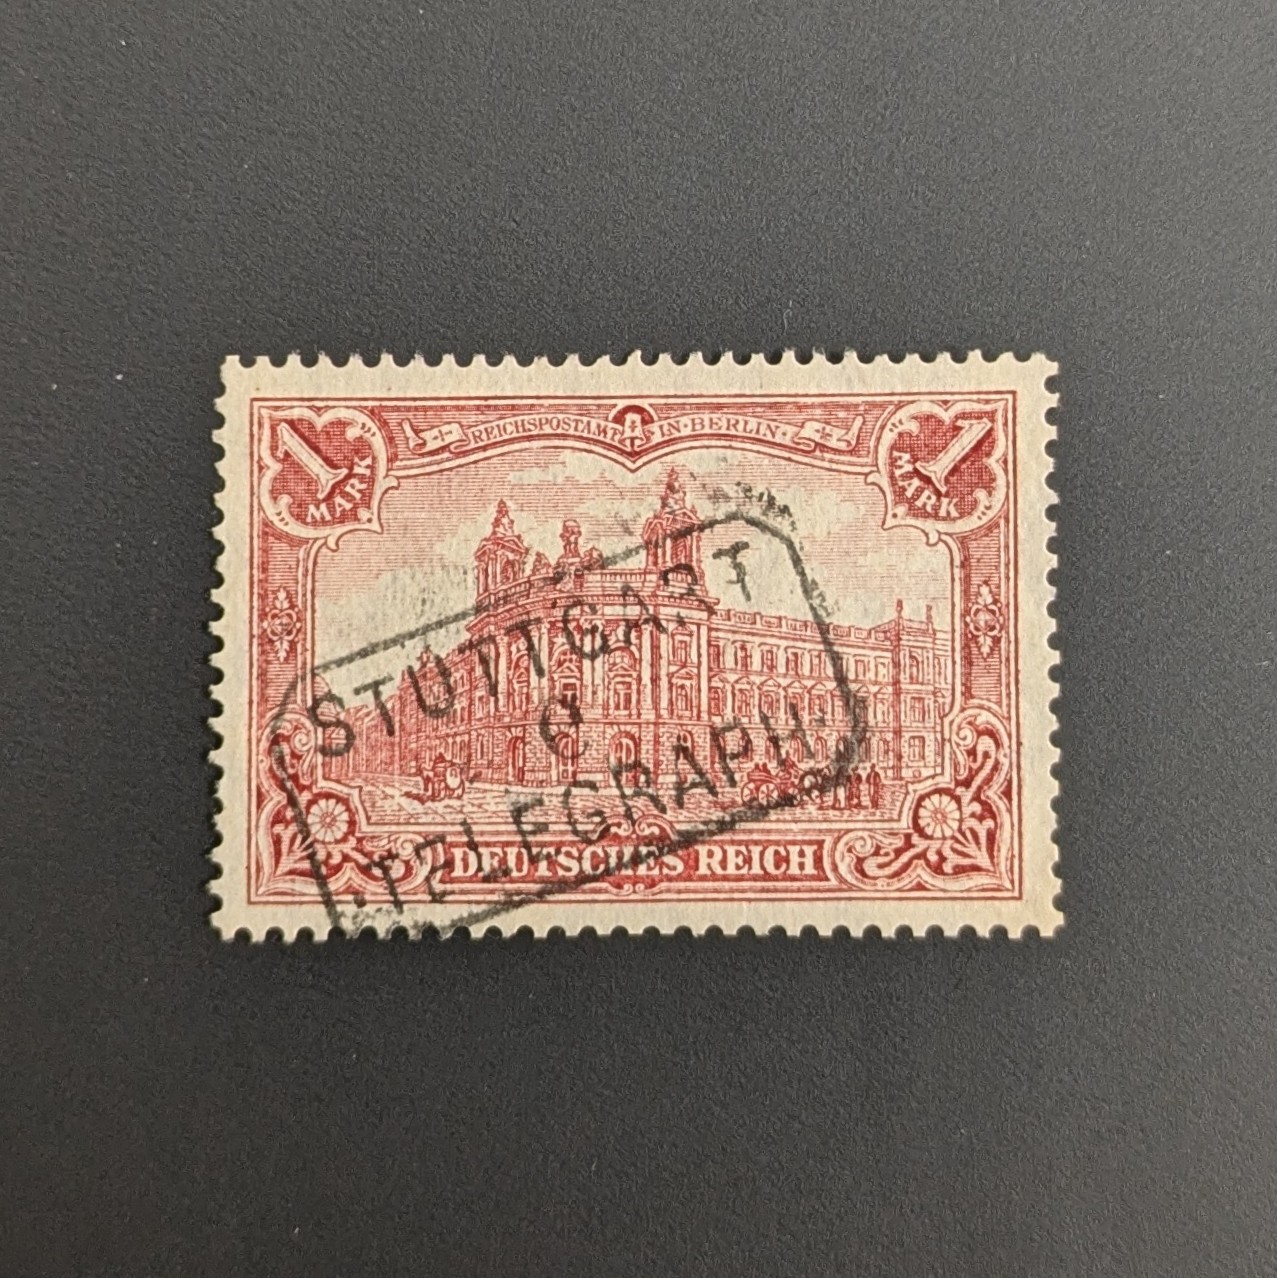 1 MARK
REICHSPOSTAMT IN·BERLIN·
1 MARK
STUTTGART
TELEGRAPH·
DEUTSCHES REICH